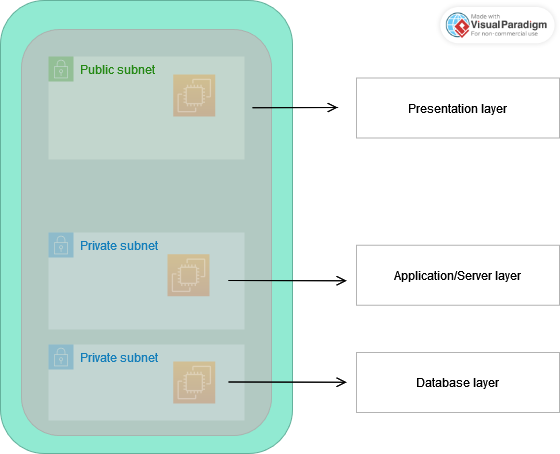 Made with
Visual Paradigm
For non-commercial use
Public subnet
Presentation layer
Private subnet
Application/Server layer
Private subnet
Database layer